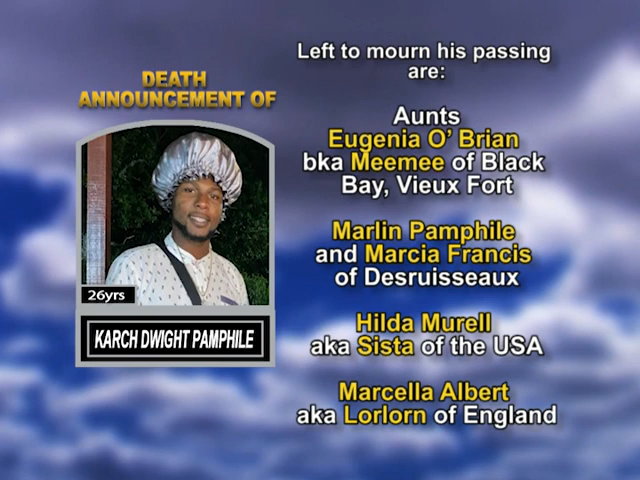 DEATH
ANNOUNCEMENT OF
26yrs
KARCH DWIGHT PAMPHILE
Left to mourn his passing
are:
Aunts
Eugenia O' Brian
bka Meemee of Black
Bay, Vieux Fort
Marlin Pamphile
and Marcia Francis
of Desruisseaux
Hilda Murell
aka Sista of the USA
Marcella Albert
aka Lorlorn of England